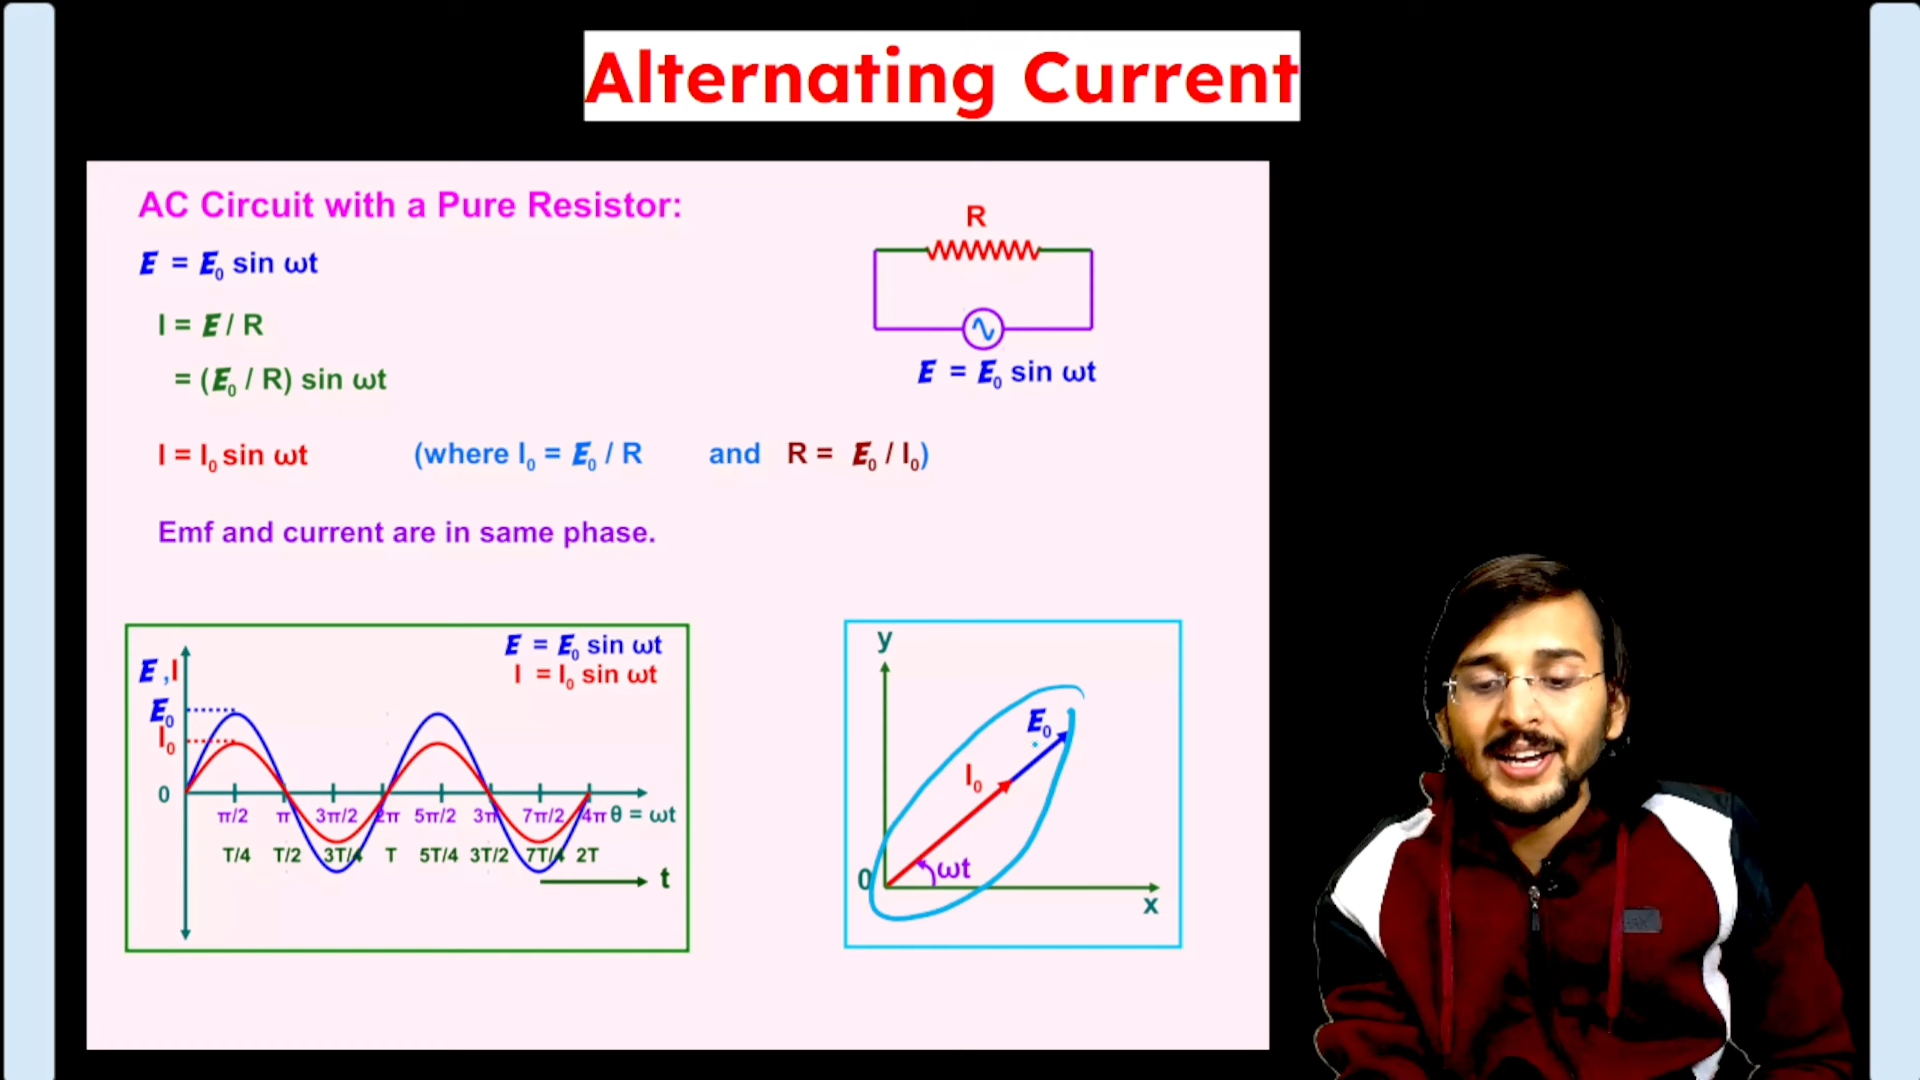 Alternating Current
AC Circuit with a Pure Resistor:
E = E₀ sin ωt
I = E / R
= (E₀ / R) sin ωt
I = I₀ sin ωt (where I₀ = E₀ / R and R = E₀ / I₀)
Emf and current are in same phase.
R
E = E₀ sin ωt
E = E₀ sin ωt
I = I₀ sin ωt
E ,I
E₀
I₀
0
π/2 π 3π/2 2π 5π/2 3π 7π/2 4π θ = ωt
T/4 T/2 3T/4 T 5T/4 3T/2 7T/4 2T
t
y
E₀
I₀
ωt
0
x